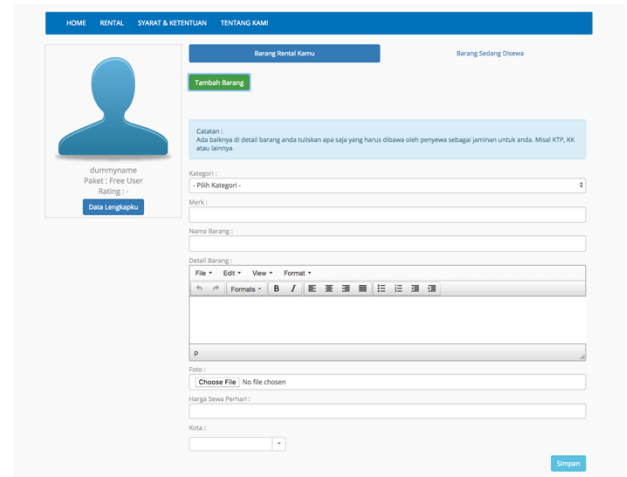 HOME RENTAL SYARAT & KETENTUAN TENTANG KAMI
Barang Rental Kamu Barang Sedang Disewa
Tambah Barang
Catatan :
Ada baiknya di detail barang anda tuliskan apa saja yang harus dibawa oleh penyewa sebagai jaminan untuk anda. Misal KTP, KK
atau lainnya
dummyname
Paket : Free User
Rating : -
Data Lengkapku
Kategori :
- Pilih Kategori -
Merk :
Nama Barang :
Detail Barang :
File Edit View Format
Formats B I
p
Foto :
Choose File No file chosen
Harga Sewa Perhari :
Kota :
Simpan